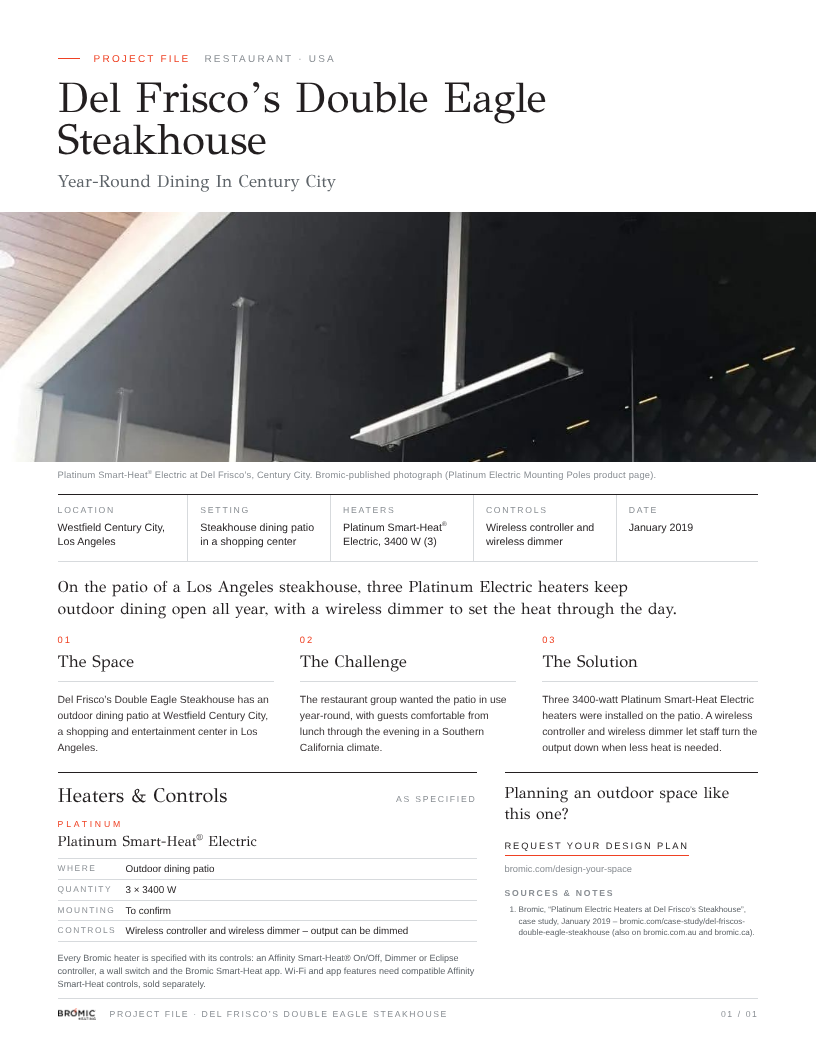 PROJECT FILE RESTAURANT · USA
Del Frisco’s Double Eagle
Steakhouse
Year-Round Dining In Century City
Platinum Smart-Heat® Electric at Del Frisco’s, Century City. Bromic-published photograph (Platinum Electric Mounting Poles product page).
LOCATION
Westfield Century City,
Los Angeles
SETTING
Steakhouse dining patio
in a shopping center
HEATERS
Platinum Smart-Heat®
Electric, 3400 W (3)
CONTROLS
Wireless controller and
wireless dimmer
DATE
January 2019
On the patio of a Los Angeles steakhouse, three Platinum Electric heaters keep
outdoor dining open all year, with a wireless dimmer to set the heat through the day.
01
The Space
Del Frisco’s Double Eagle Steakhouse has an
outdoor dining patio at Westfield Century City,
a shopping and entertainment center in Los
Angeles.
02
The Challenge
The restaurant group wanted the patio in use
year-round, with guests comfortable from
lunch through the evening in a Southern
California climate.
03
The Solution
Three 3400-watt Platinum Smart-Heat Electric
heaters were installed on the patio. A wireless
controller and wireless dimmer let staff turn the
output down when less heat is needed.
Heaters & Controls
AS SPECIFIED
PLATINUM
Platinum Smart-Heat® Electric
WHERE Outdoor dining patio
QUANTITY 3 × 3400 W
MOUNTING To confirm
CONTROLS Wireless controller and wireless dimmer – output can be dimmed
Every Bromic heater is specified with its controls: an Affinity Smart-Heat® On/Off, Dimmer or Eclipse
controller, a wall switch and the Bromic Smart-Heat app. Wi-Fi and app features need compatible Affinity
Smart-Heat controls, sold separately.
Planning an outdoor space like
this one?
REQUEST YOUR DESIGN PLAN
bromic.com/design-your-space
SOURCES & NOTES
1. Bromic, “Platinum Electric Heaters at Del Frisco’s Steakhouse”,
case study, January 2019 – bromic.com/case-study/del-friscos-
double-eagle-steakhouse (also on bromic.com.au and bromic.ca).
BROMIC
HEATING
PROJECT FILE · DEL FRISCO’S DOUBLE EAGLE STEAKHOUSE
01 / 01